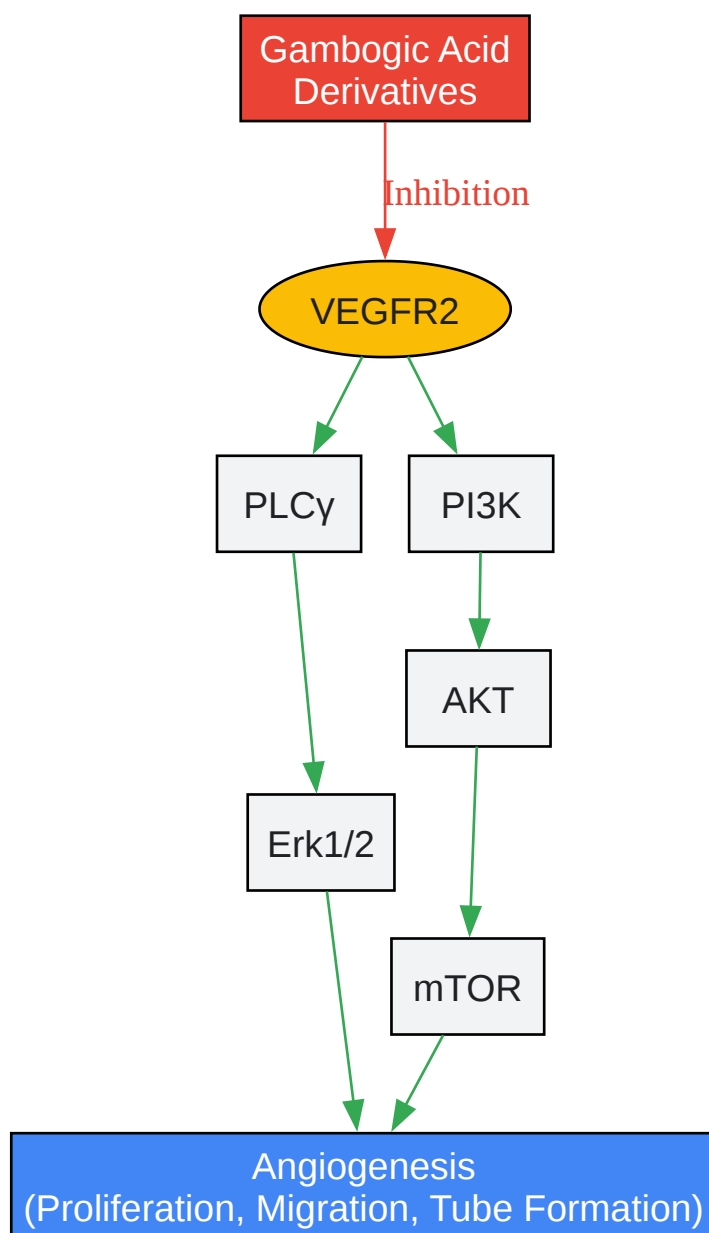 Gambogic Acid
Derivatives
Inhibition
VEGFR2
PLCγ
PI3K
AKT
Erk1/2
mTOR
Angiogenesis
(Proliferation, Migration, Tube Formation)